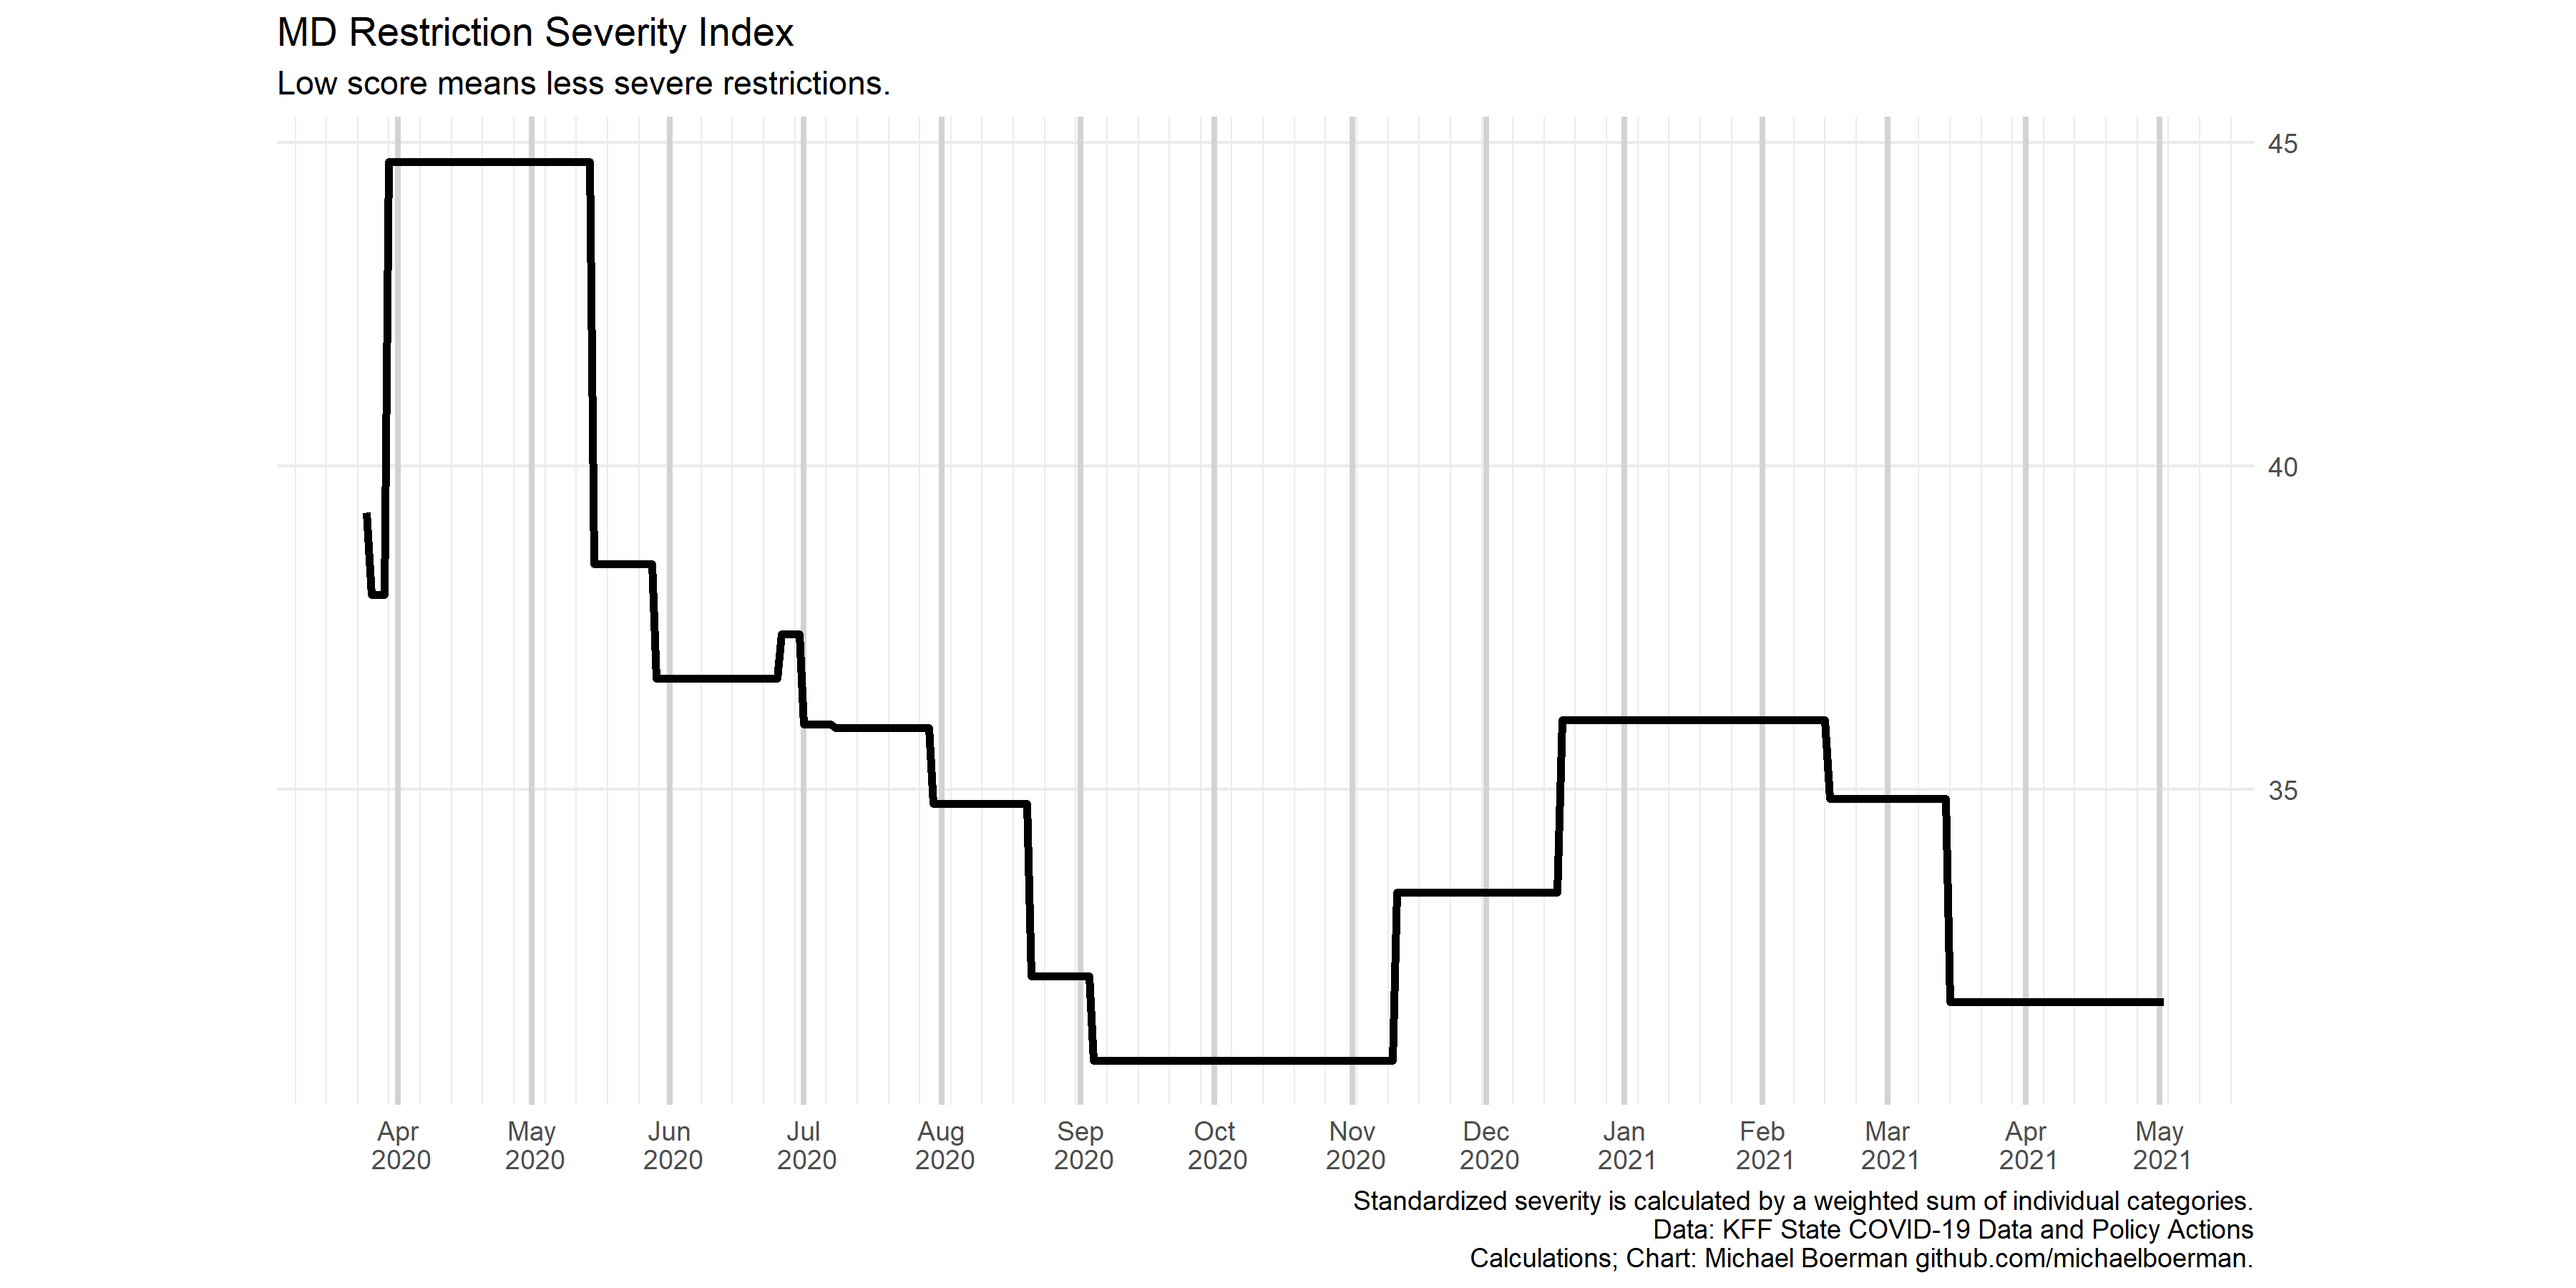 MD Restriction Severity Index
Low score means less severe restrictions.
45
40
35
Apr May Jun Jul Aug Sep Oct Nov Dec Jan Feb Mar Apr May
2020 2020 2020 2020 2020 2020 2020 2020 2020 2021 2021 2021 2021 2021
Standardized severity is calculated by a weighted sum of individual categories.
Data: KFF State COVID-19 Data and Policy Actions
Calculations; Chart: Michael Boerman github.com/michaelboerman.